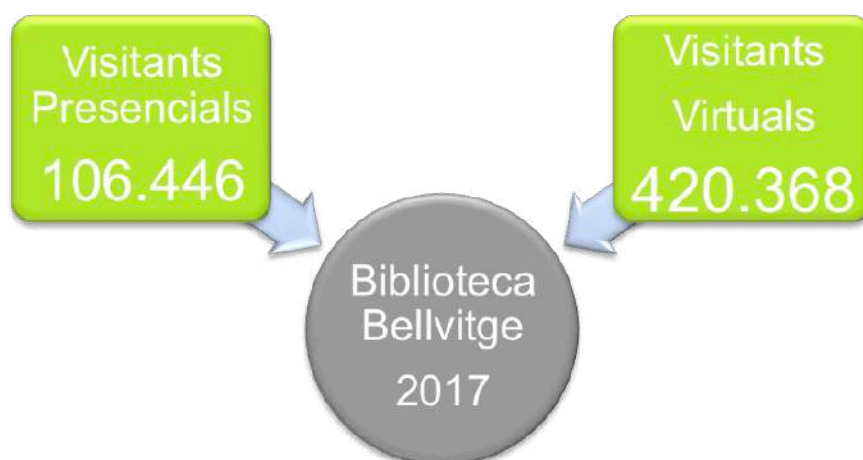 Visitants
Presencials
106.446
Visitants
Virtuals
420.368
Biblioteca
Bellvitge
2017